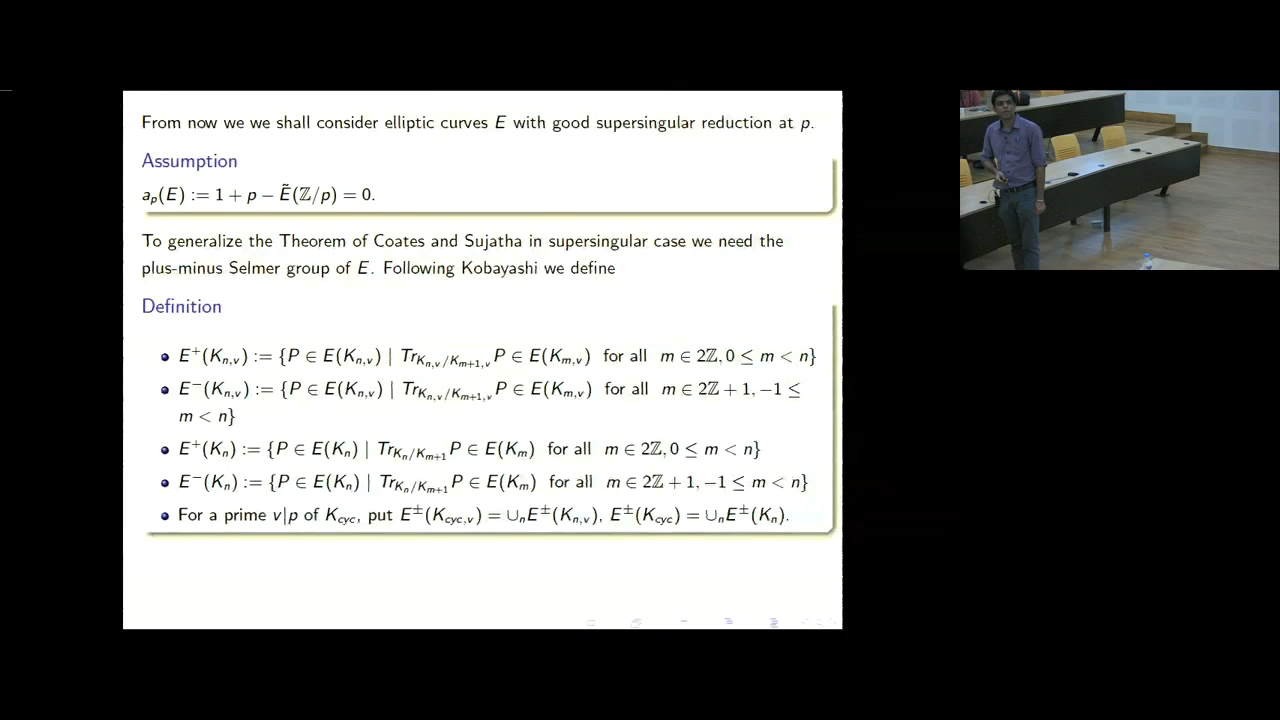 From now we we shall consider elliptic curves E with good supersingular reduction at p.
Assumption
a_p(E) := 1 + p − Ẽ(ℤ/p) = 0.
To generalize the Theorem of Coates and Sujatha in supersingular case we need the
plus-minus Selmer group of E. Following Kobayashi we define
Definition
• E⁺(K_{n,v}) := {P ∈ E(K_{n,v}) | Tr_{K_{n,v}/K_{m+1,v}} P ∈ E(K_{m,v}) for all m ∈ 2ℤ, 0 ≤ m < n}
• E⁻(K_{n,v}) := {P ∈ E(K_{n,v}) | Tr_{K_{n,v}/K_{m+1,v}} P ∈ E(K_{m,v}) for all m ∈ 2ℤ + 1, −1 ≤
m < n}
• E⁺(K_n) := {P ∈ E(K_n) | Tr_{K_n/K_{m+1}} P ∈ E(K_m) for all m ∈ 2ℤ, 0 ≤ m < n}
• E⁻(K_n) := {P ∈ E(K_n) | Tr_{K_n/K_{m+1}} P ∈ E(K_m) for all m ∈ 2ℤ + 1, −1 ≤ m < n}
• For a prime v|p of K_{cyc}, put E^±(K_{cyc,v}) = ∪_n E^±(K_{n,v}), E^±(K_{cyc}) = ∪_n E^±(K_n).